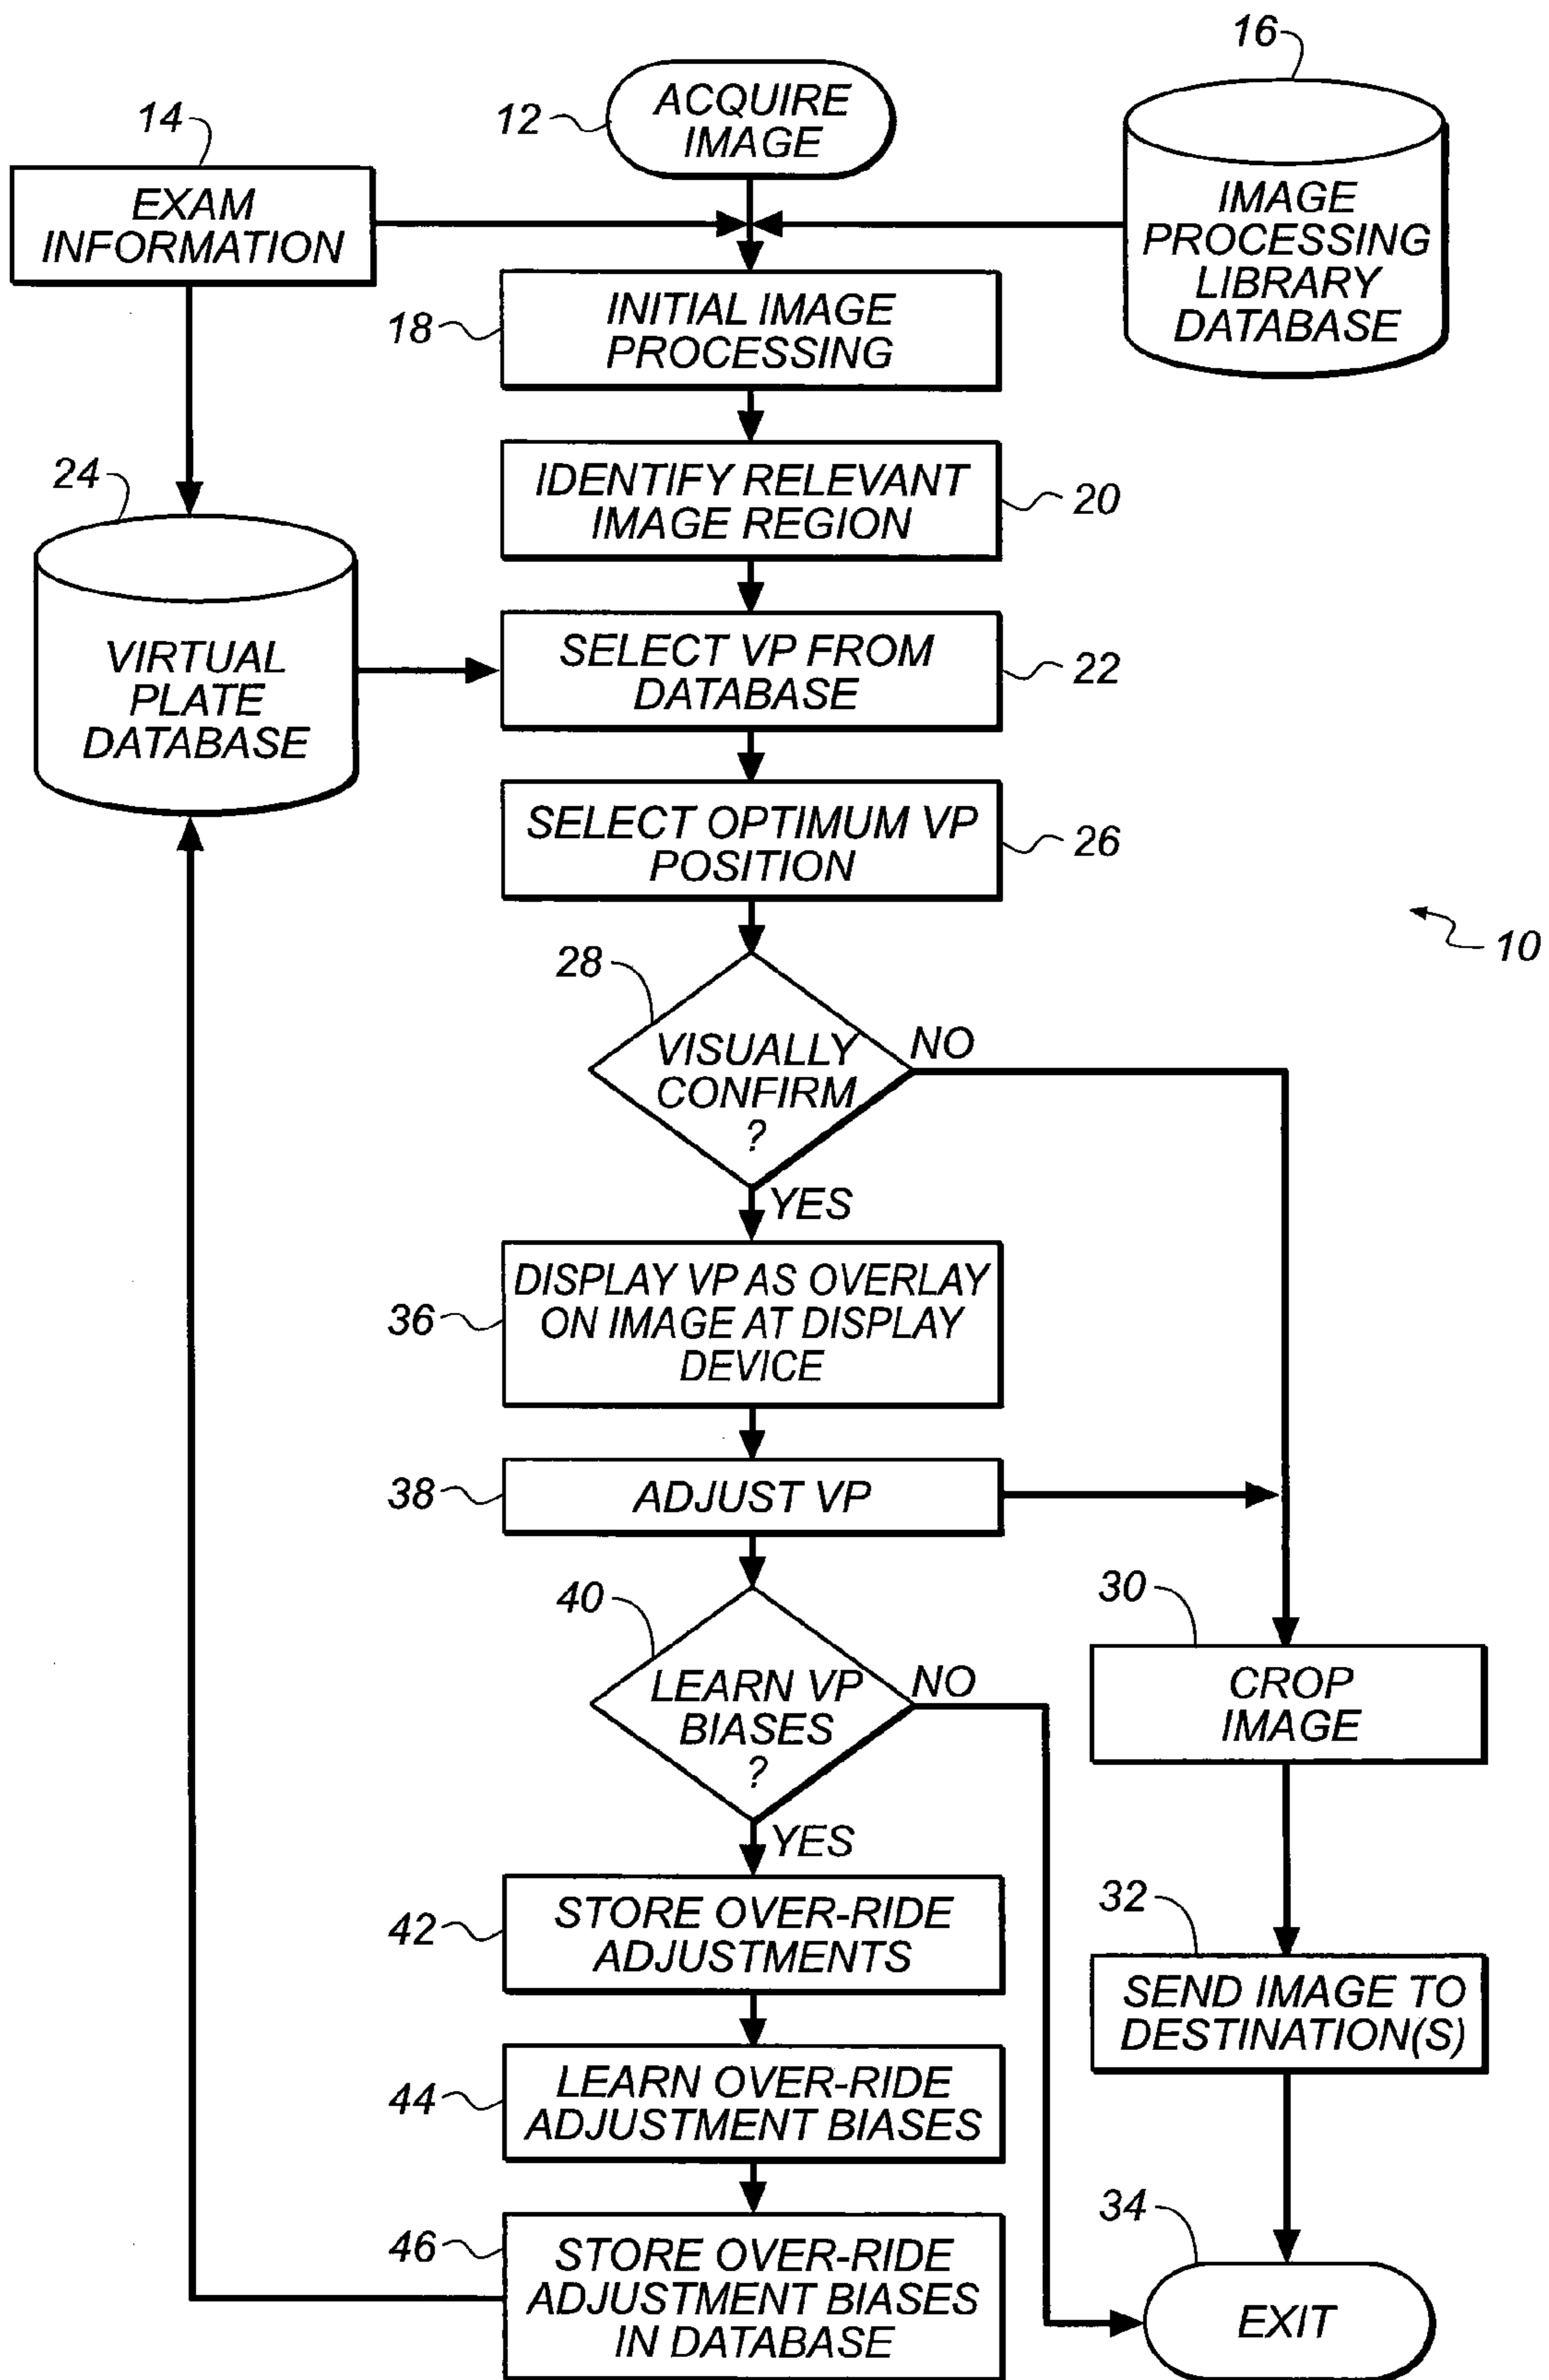 16
14
12
ACQUIRE
IMAGE
EXAM
INFORMATION
IMAGE
PROCESSING
LIBRARY
DATABASE
18
INITIAL IMAGE
PROCESSING
24
IDENTIFY RELEVANT
IMAGE REGION
20
VIRTUAL
PLATE
DATABASE
SELECT VP FROM
DATABASE
22
SELECT OPTIMUM VP
POSITION
26
10
28
VISUALLY
CONFIRM
?
NO
YES
36
DISPLAY VP AS OVERLAY
ON IMAGE AT DISPLAY
DEVICE
38
ADJUST VP
40
LEARN VP
BIASES
?
NO
YES
30
CROP
IMAGE
42
STORE OVER-RIDE
ADJUSTMENTS
32
SEND IMAGE TO
DESTINATION(S)
44
LEARN OVER-RIDE
ADJUSTMENT BIASES
46
STORE OVER-RIDE
ADJUSTMENT BIASES
IN DATABASE
34
EXIT